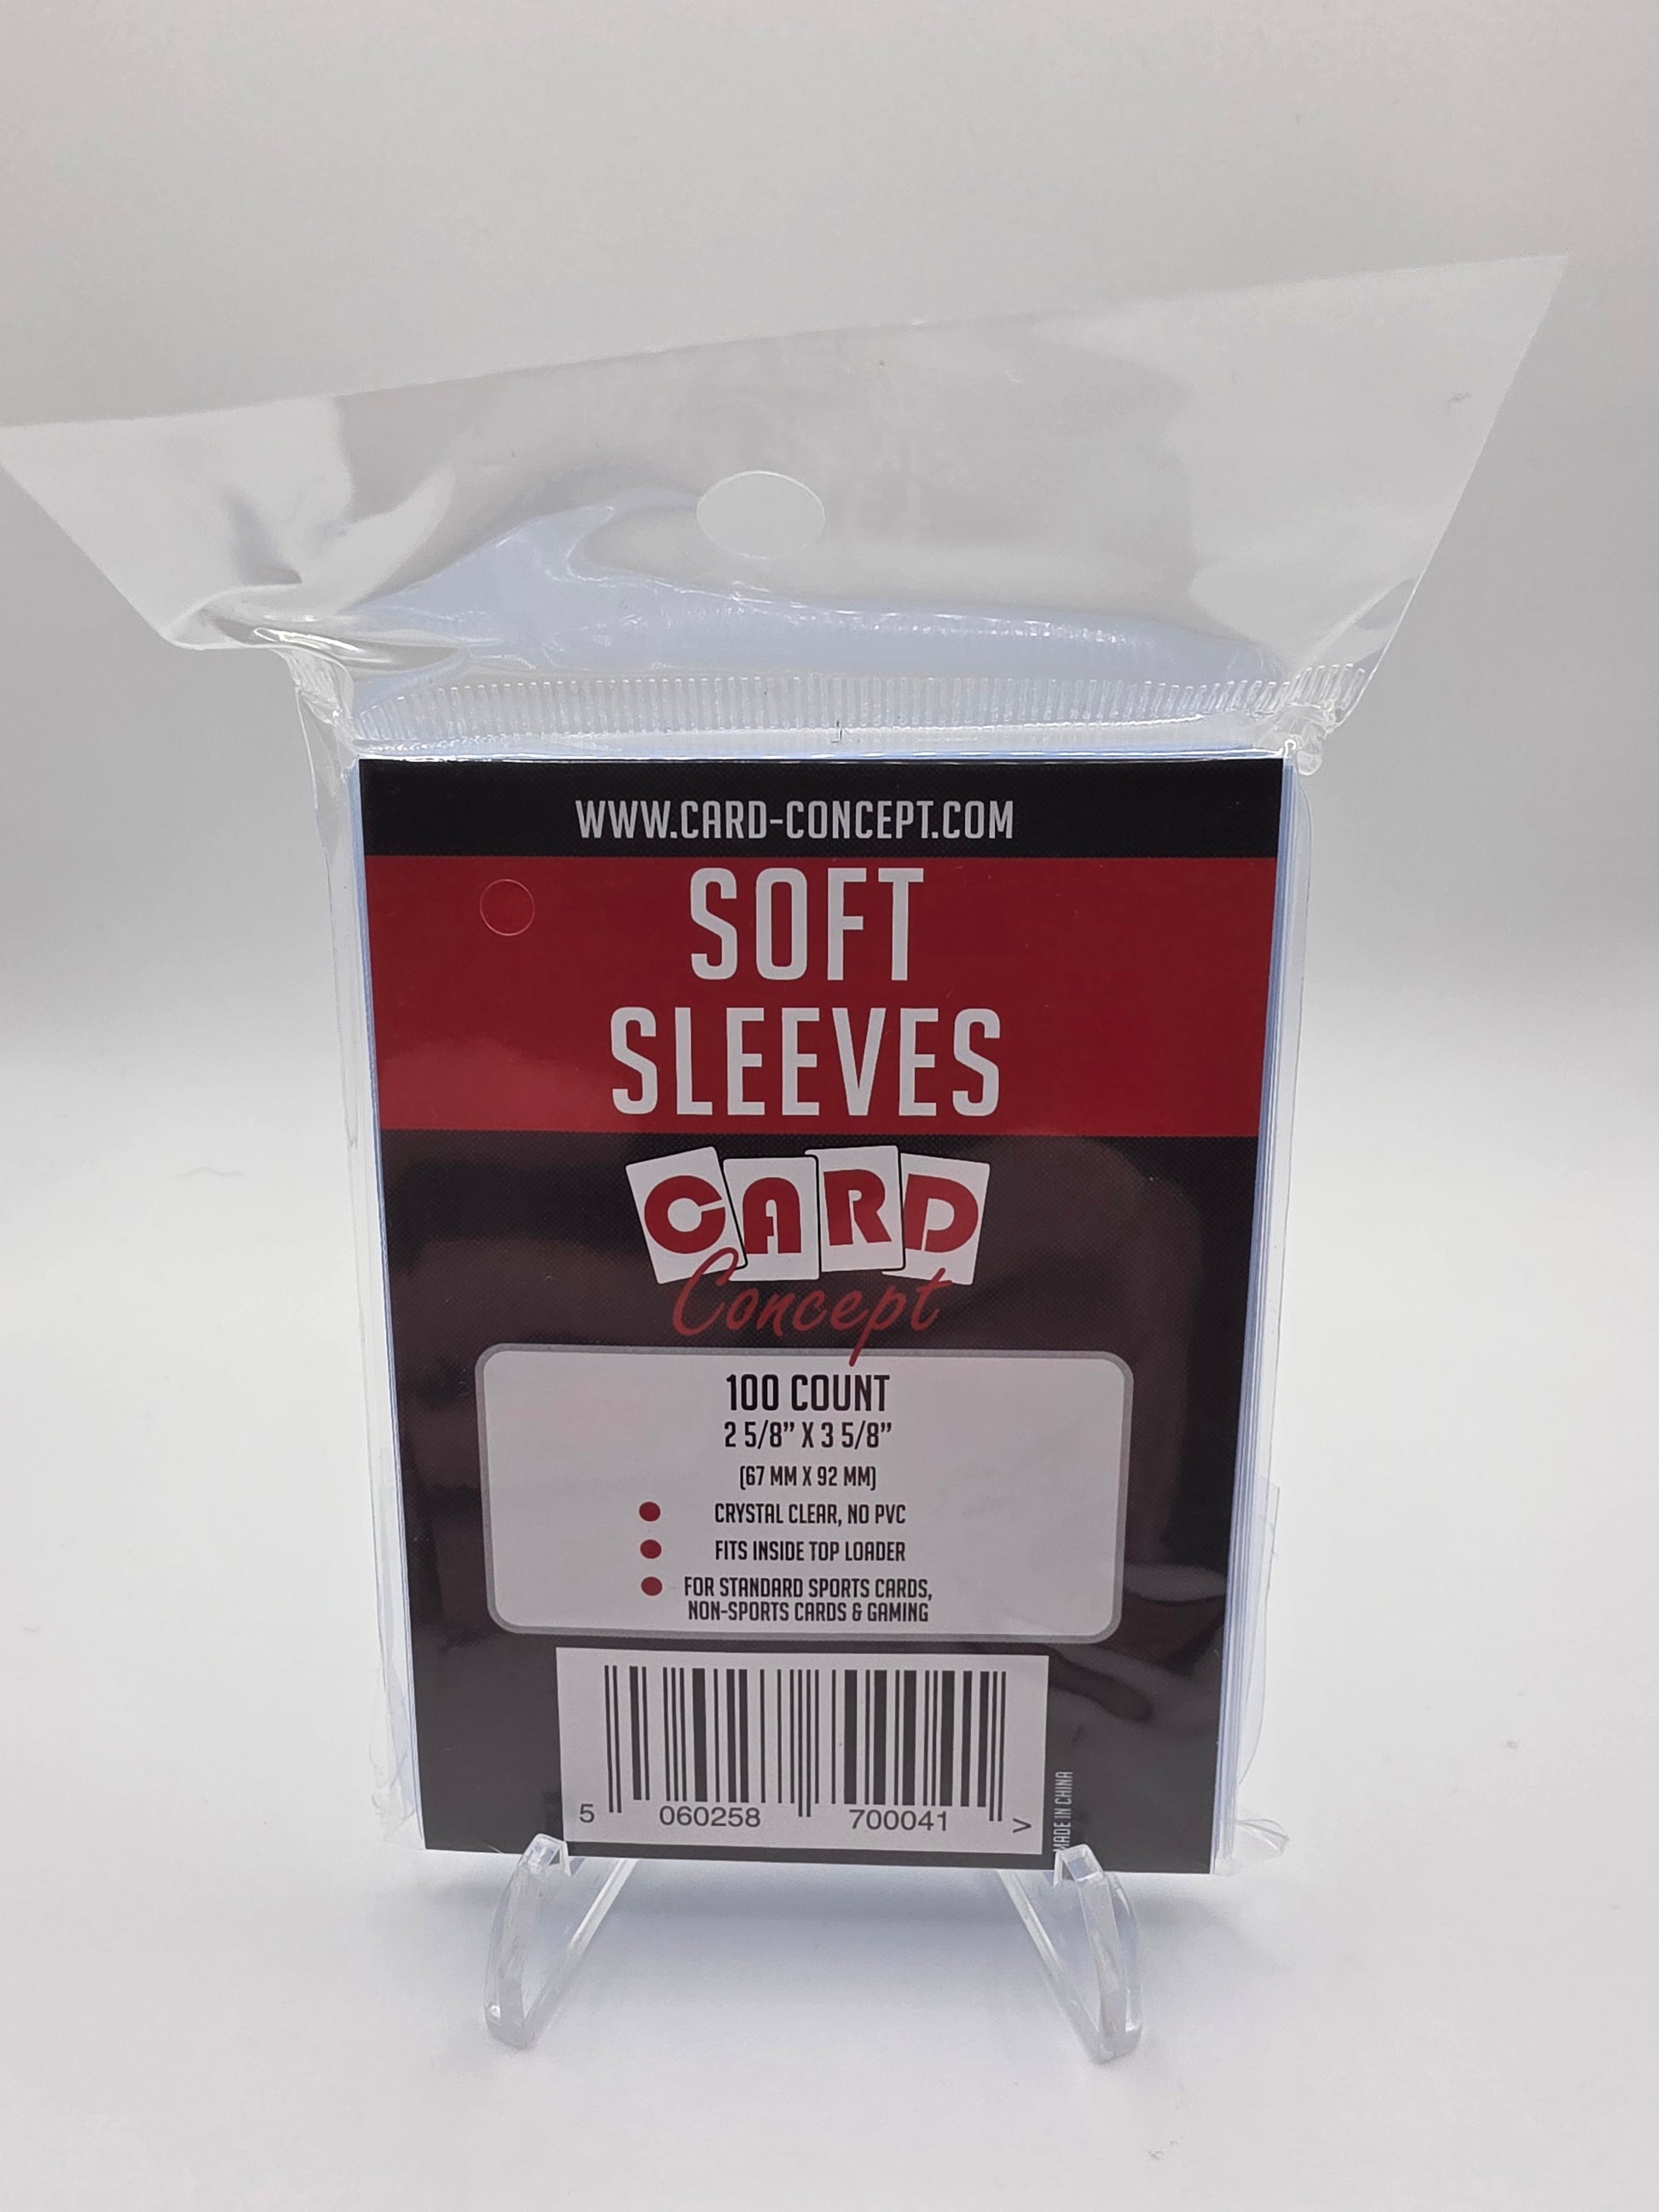 WWW.CARD-CONCEPT.COM
SOFT
SLEEVES
CARD
Concept
100 COUNT
2 5/8” X 3 5/8”
(67 MM X 92 MM)
CRYSTAL CLEAR, NO PVC
FITS INSIDE TOP LOADER
FOR STANDARD SPORTS CARDS,
NON-SPORTS CARDS & GAMING
5 060258 700041 >
MADE IN CHINA